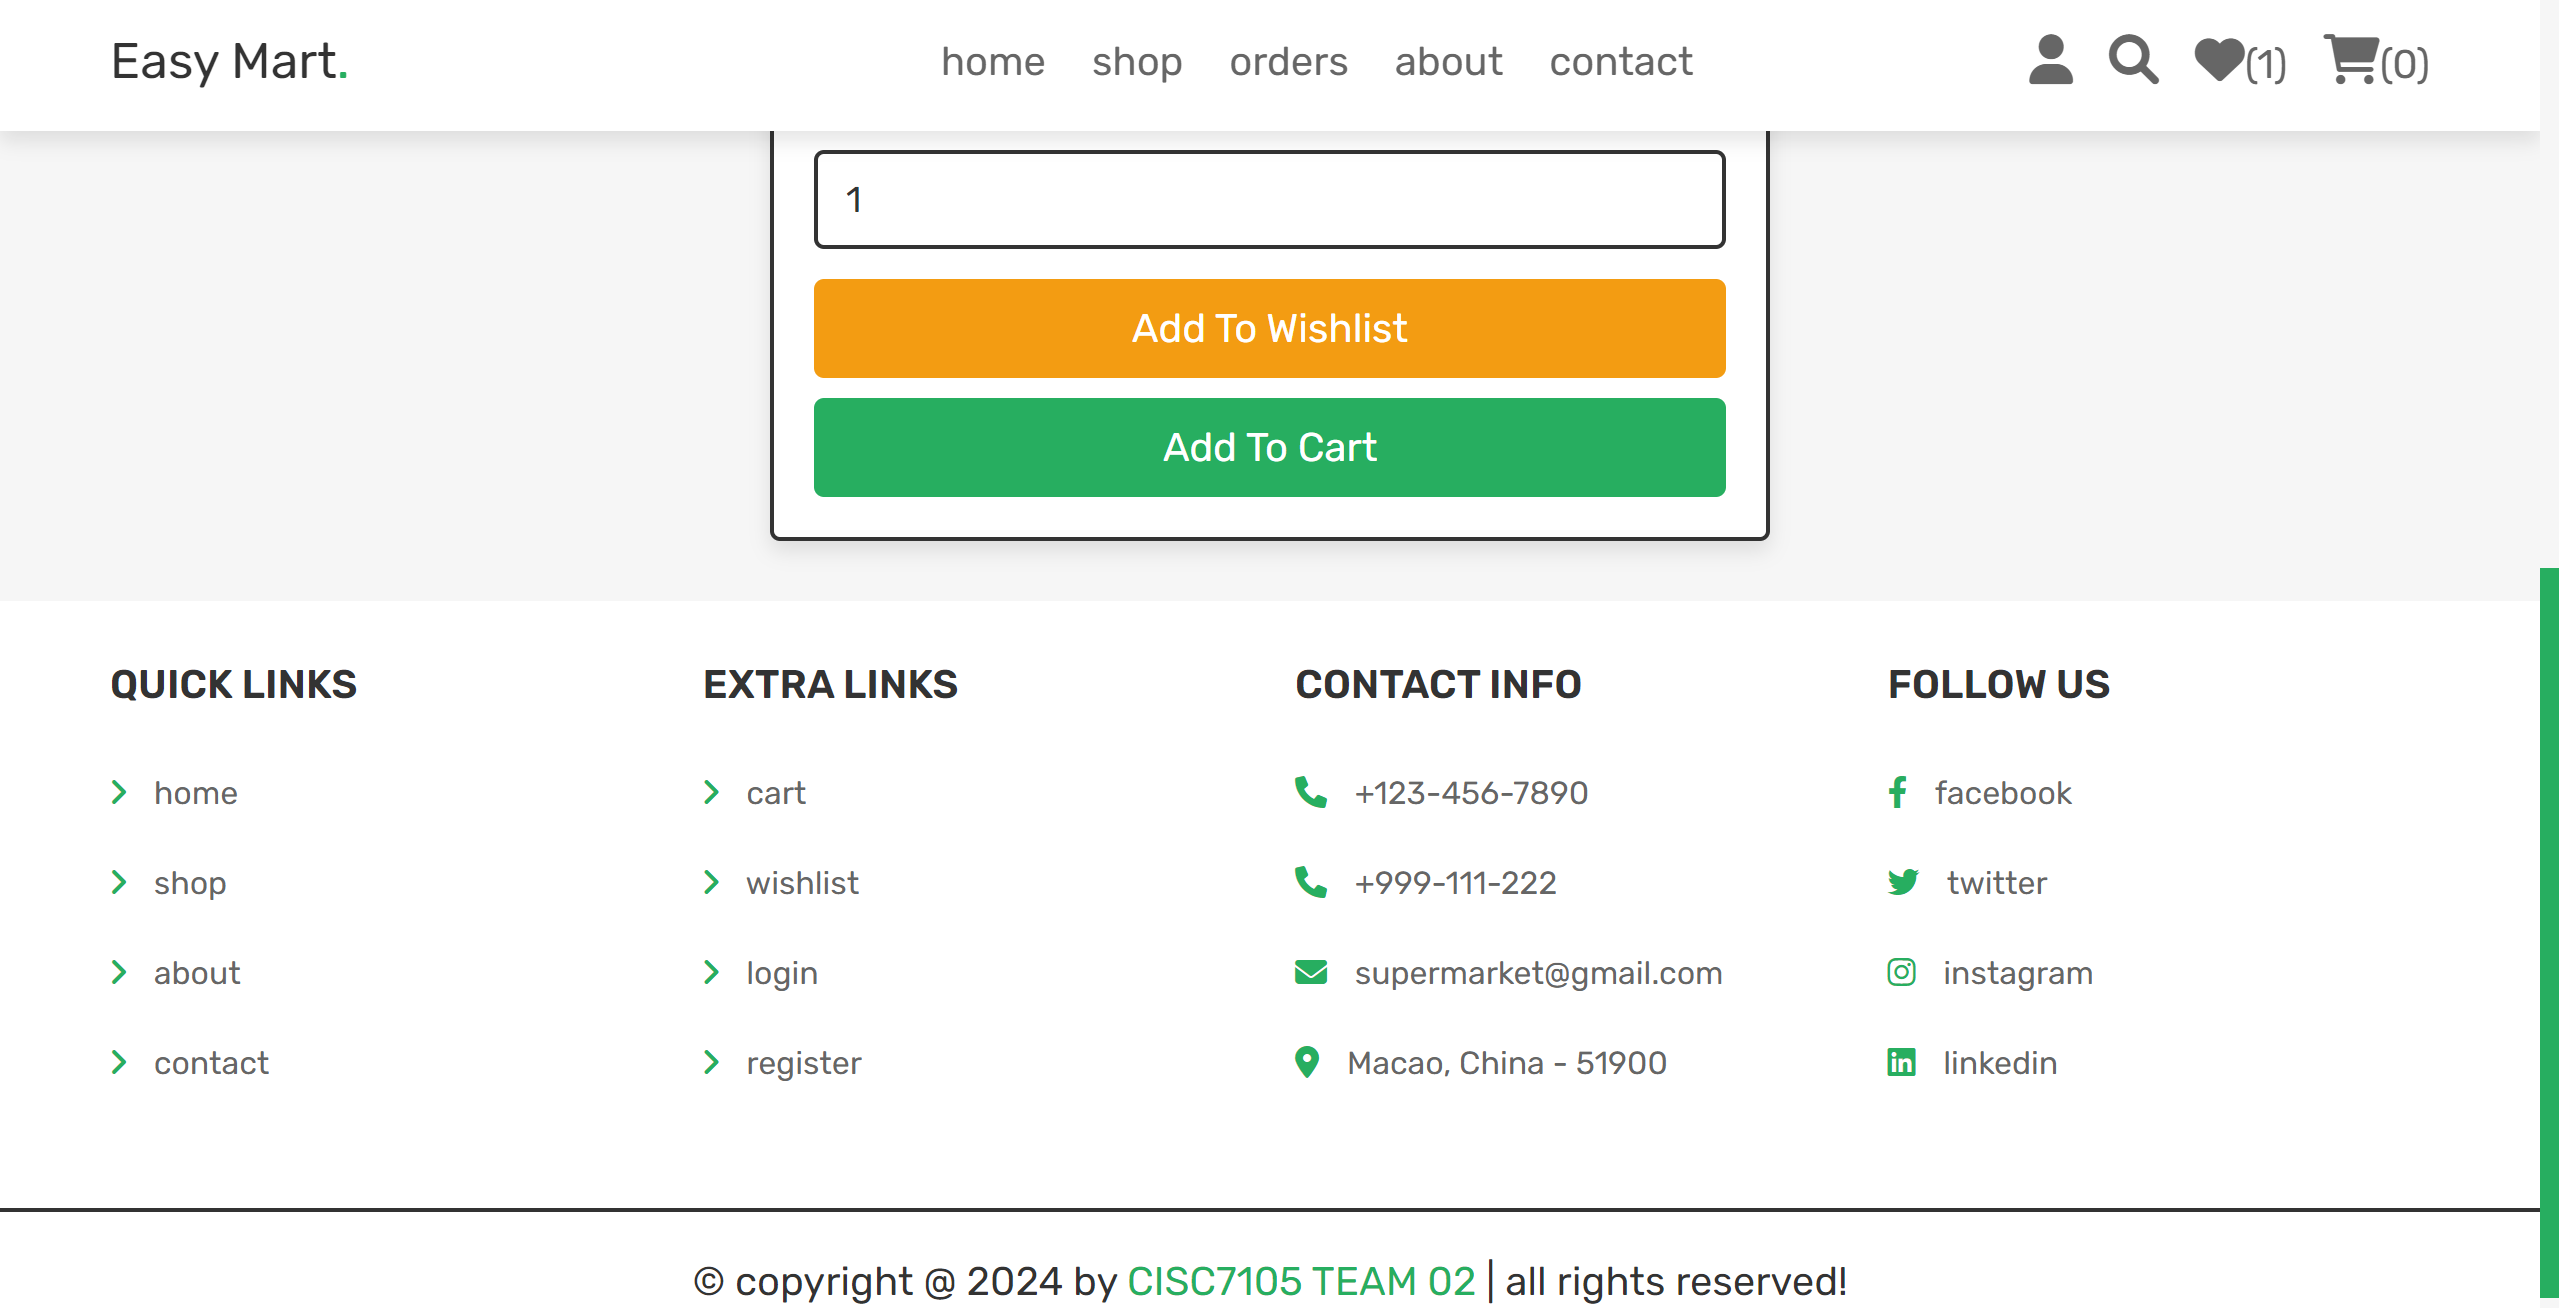 Easy Mart.
home shop orders about contact
(1) (0)
1
Add To Wishlist
Add To Cart
QUICK LINKS
home
shop
about
contact
EXTRA LINKS
cart
wishlist
login
register
CONTACT INFO
+123-456-7890
+999-111-222
supermarket@gmail.com
Macao, China - 51900
FOLLOW US
facebook
twitter
instagram
linkedin
© copyright @ 2024 by CISC7105 TEAM 02 | all rights reserved!